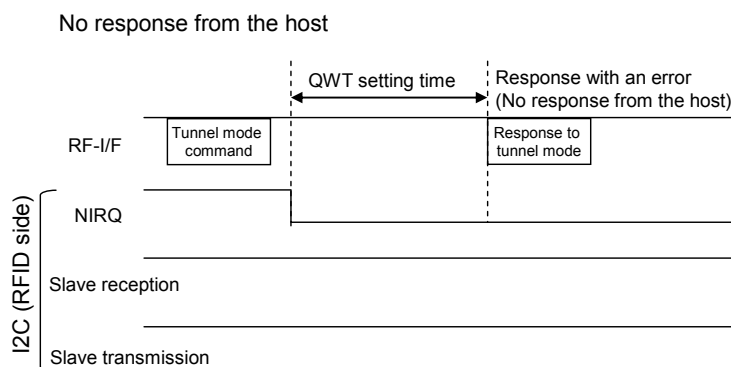 No response from the host
QWT setting time
Response with an error
(No response from the host)
RF-I/F
Tunnel mode
command
Response to
tunnel mode
NIRQ
I2C (RFID side)
Slave reception
Slave transmission